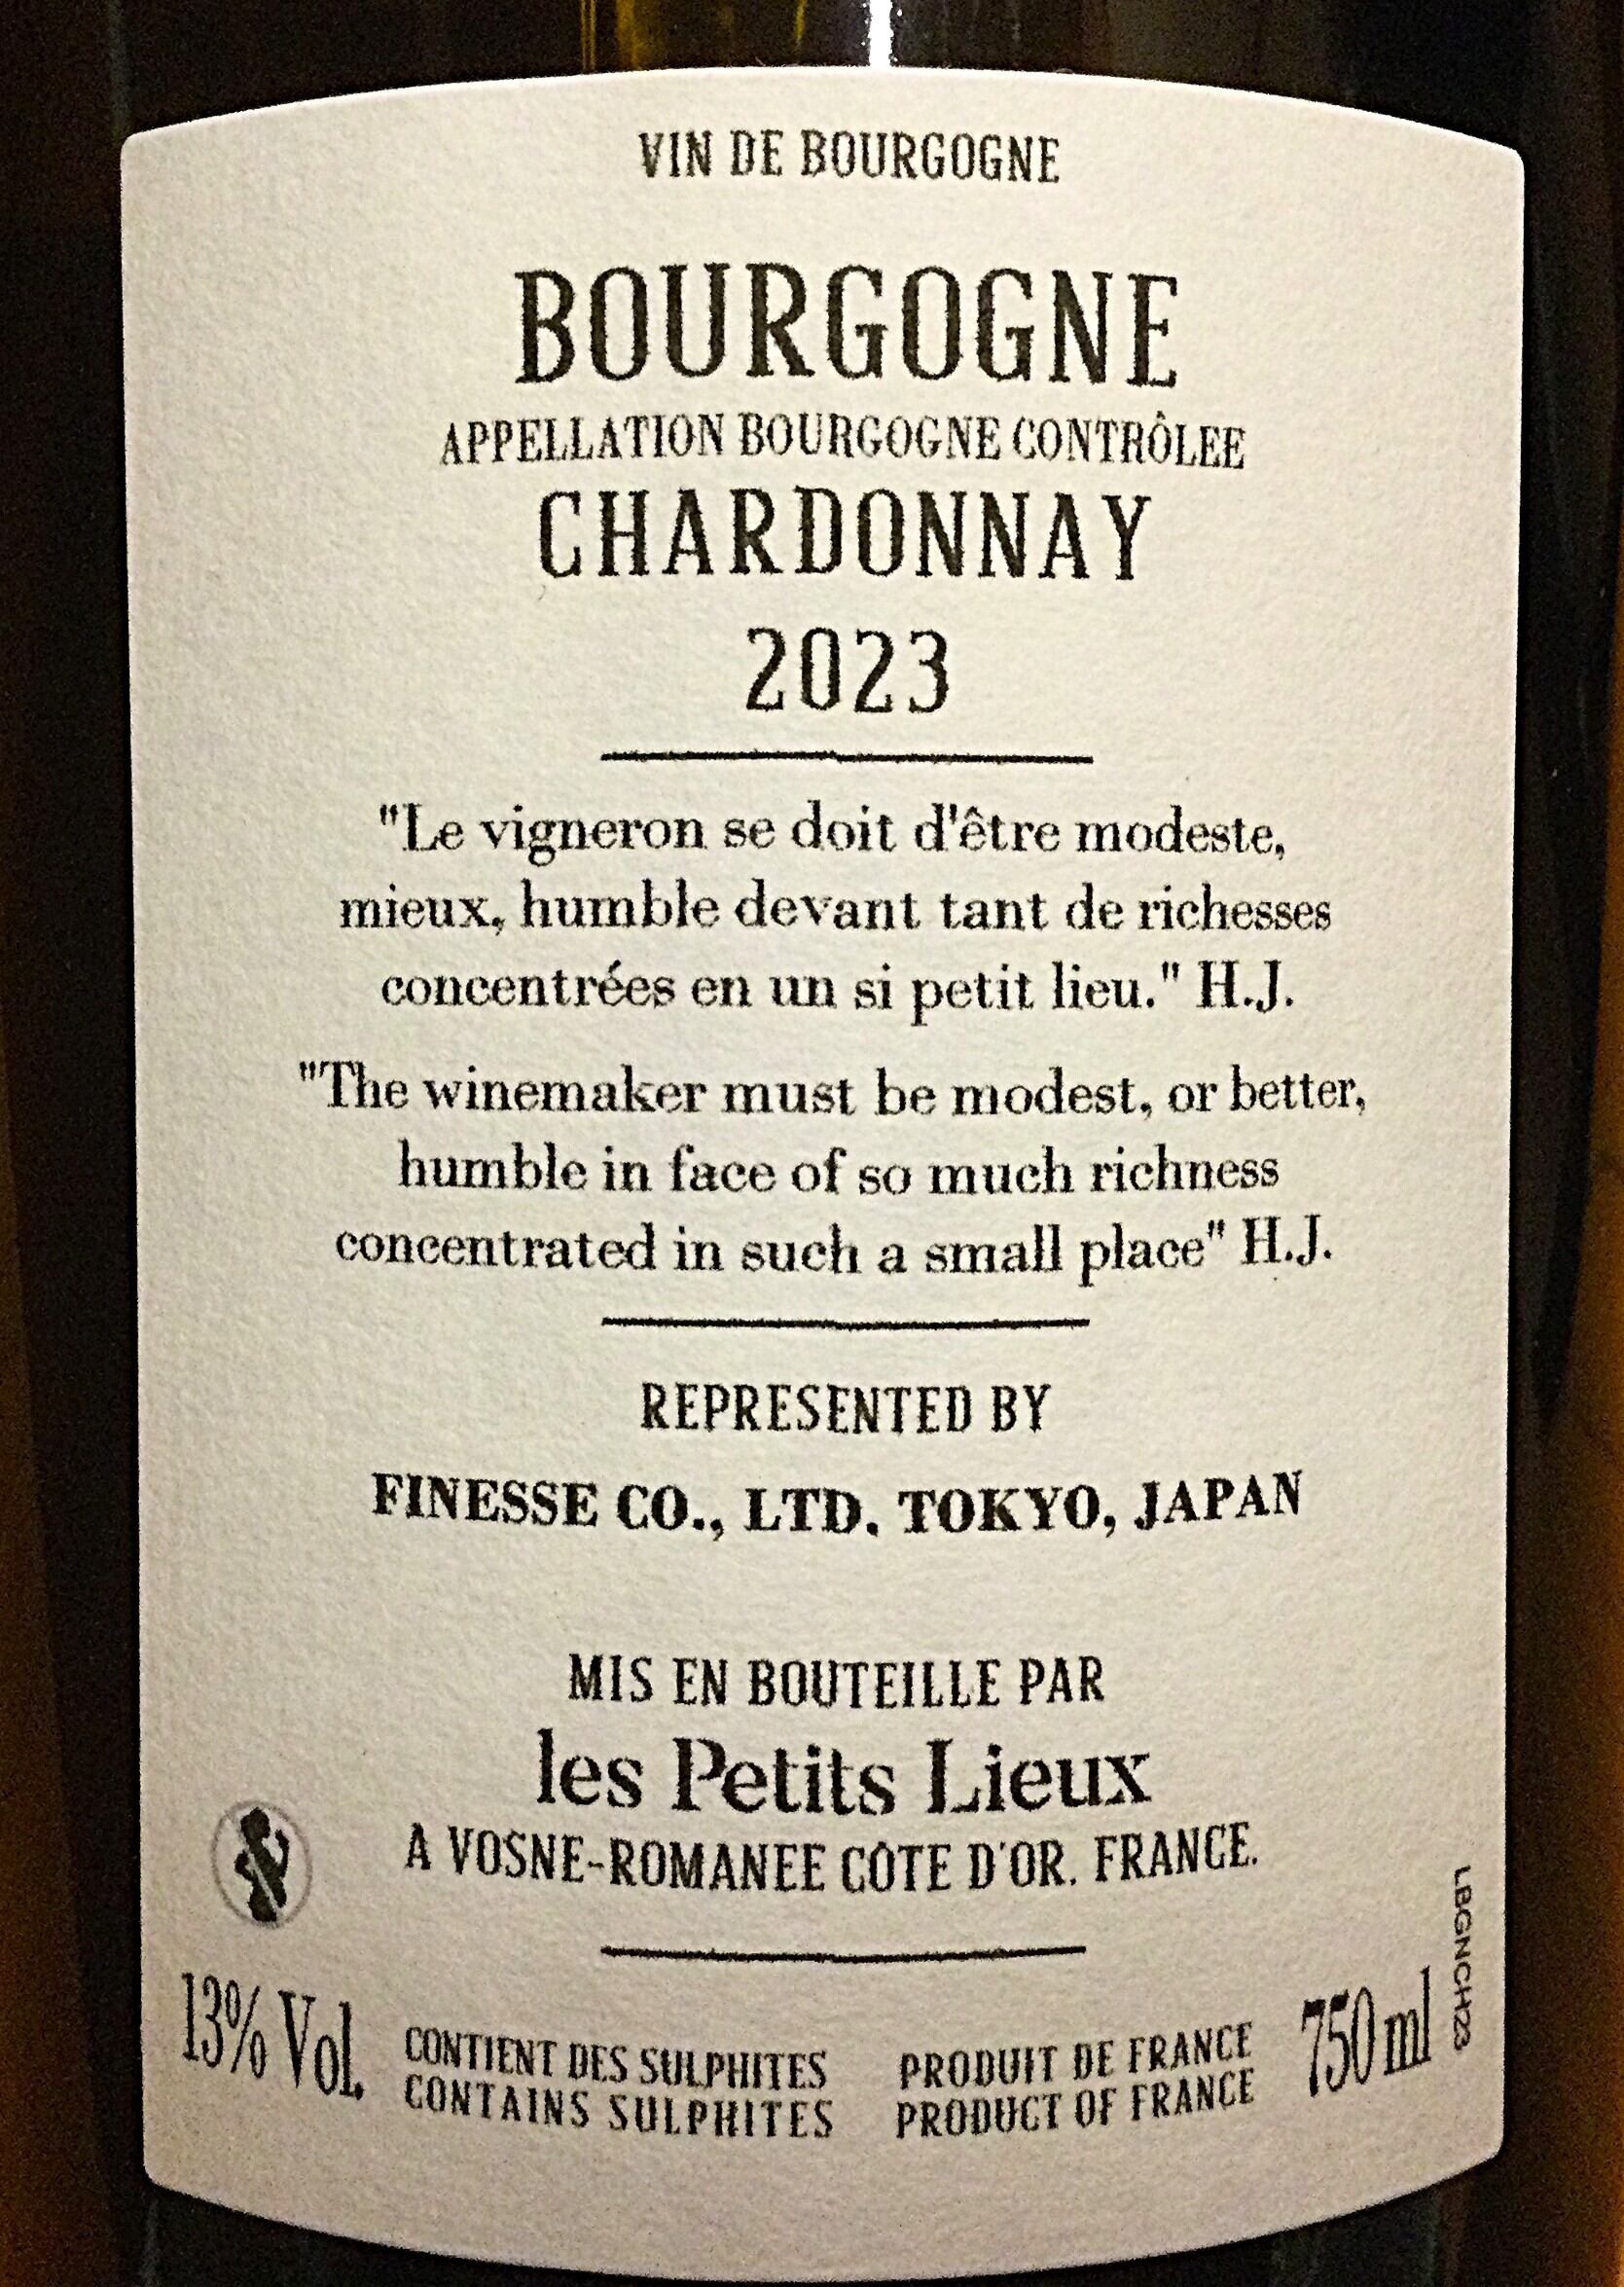 VIN DE BOURGOGNE
BOURGOGNE
APPELLATION BOURGOGNE CONTRÔLEE
CHARDONNAY
2023
"Le vigneron se doit d'être modeste,
mieux, humble devant tant de richesses
concentrées en un si petit lieu." H.J.
"The winemaker must be modest, or better,
humble in face of so much richness
concentrated in such a small place" H.J.
REPRESENTED BY
FINESSE CO., LTD. TOKYO, JAPAN
MIS EN BOUTEILLE PAR
les Petits Lieux
A VOSNE-ROMANEE CÔTE D'OR. FRANCE.
13% Vol.
CONTIENT DES SULPHITES
CONTAINS SULPHITES
PRODUIT DE FRANCE
PRODUCT OF FRANCE
750 ml
LBGNCH23